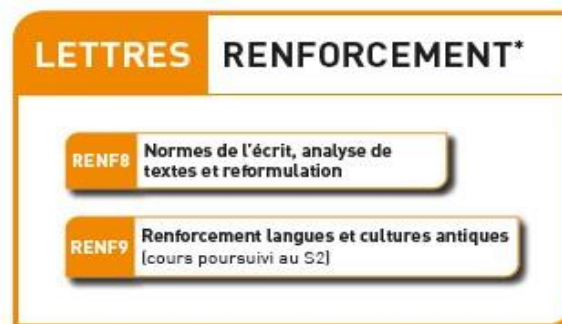 LETTRES RENFORCEMENT*
RENF8 Normes de l'écrit, analyse de
textes et reformulation
RENF9 Renforcement langues et cultures antiques
(cours poursuivi au S2)